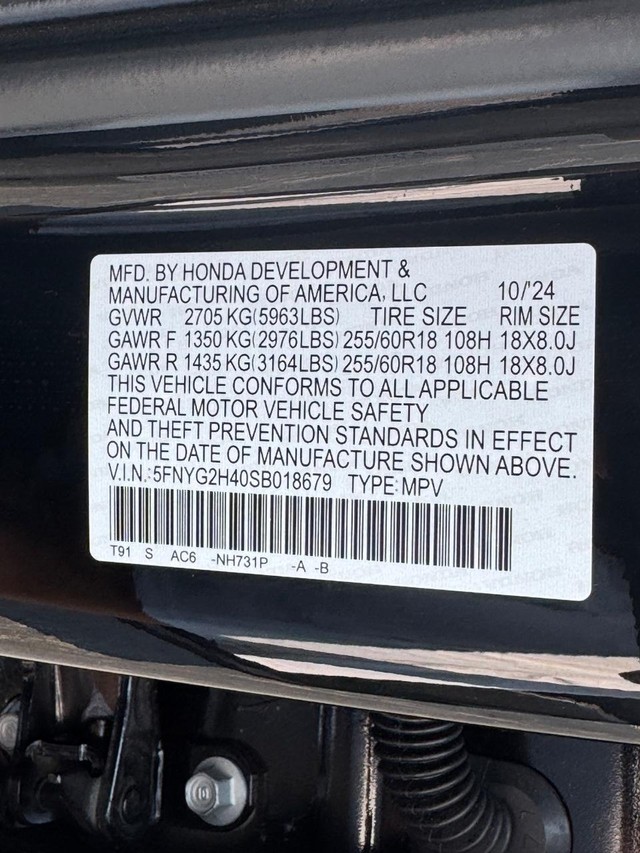 MFD. BY HONDA DEVELOPMENT &
MANUFACTURING OF AMERICA, LLC 10/'24
GVWR 2705 KG(5963LBS) TIRE SIZE RIM SIZE
GAWR F 1350 KG(2976LBS) 255/60R18 108H 18X8.0J
GAWR R 1435 KG(3164LBS) 255/60R18 108H 18X8.0J
THIS VEHICLE CONFORMS TO ALL APPLICABLE
FEDERAL MOTOR VEHICLE SAFETY
AND THEFT PREVENTION STANDARDS IN EFFECT
ON THE DATE OF MANUFACTURE SHOWN ABOVE.
V.I.N.:5FNYG2H40SB018679 TYPE:MPV
T91 S AC6 -NH731P -A -B